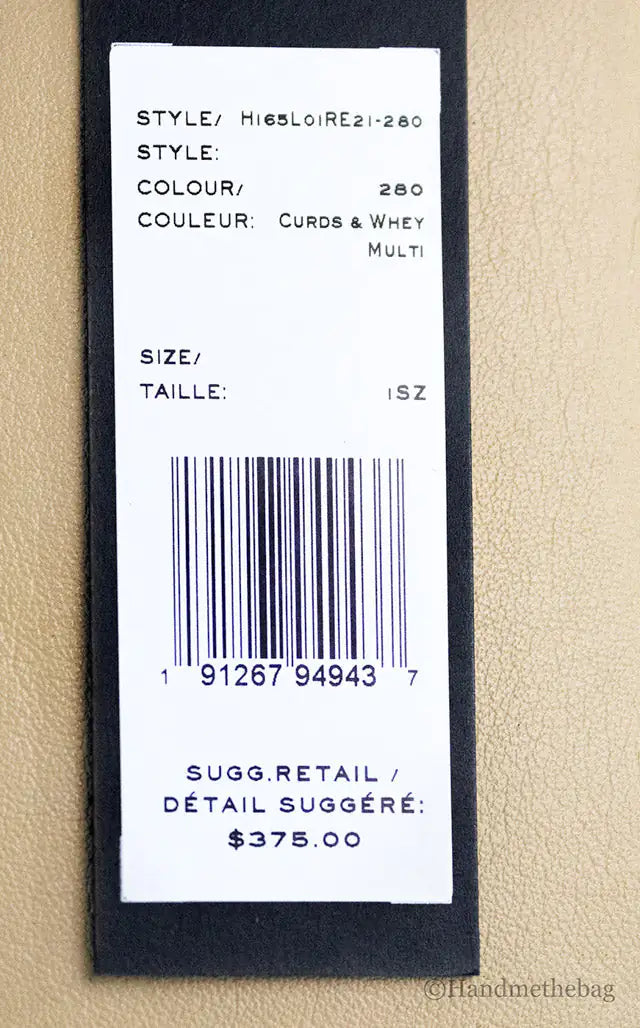 STYLE/ H165L01RE21-280
STYLE:
COLOUR/ 280
COULEUR: CURDS & WHEY
MULTI
SIZE/
TAILLE: 1SZ
1 91267 94943 7
SUGG.RETAIL /
DÉTAIL SUGGÉRÉ:
$375.00
©Handmethebag